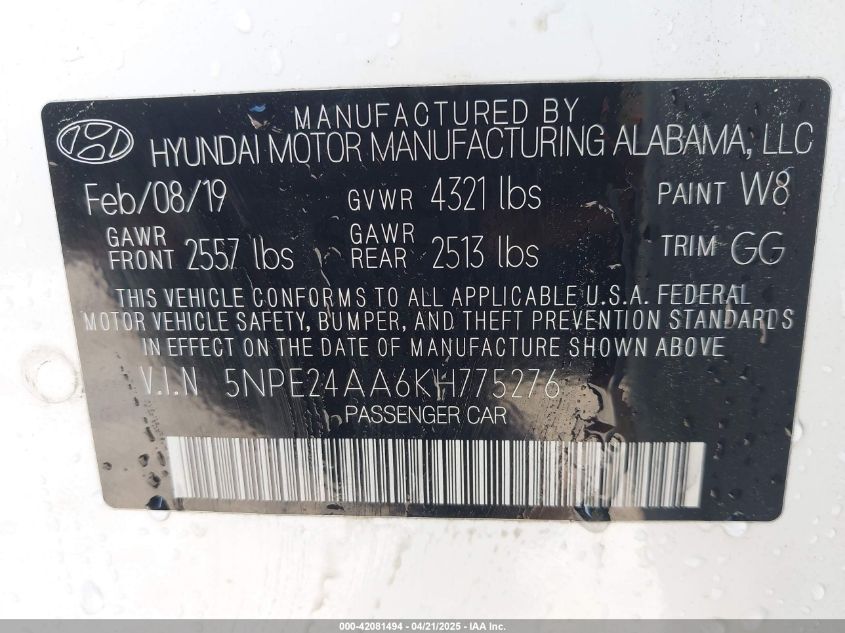 MANUFACTURED BY
HYUNDAI MOTOR MANUFACTURING ALABAMA, LLC
Feb/08/19 GVWR 4321 lbs PAINT W8
GAWR FRONT 2557 lbs GAWR REAR 2513 lbs TRIM GG
THIS VEHICLE CONFORMS TO ALL APPLICABLE U.S.A. FEDERAL
MOTOR VEHICLE SAFETY, BUMPER, AND THEFT PREVENTION STANDARDS
IN EFFECT ON THE DATE OF MANUFACTURE SHOWN ABOVE
V.I.N 5NPE24AA6KH775276
PASSENGER CAR
000-42081494 - 04/21/2025 - IAA Inc.